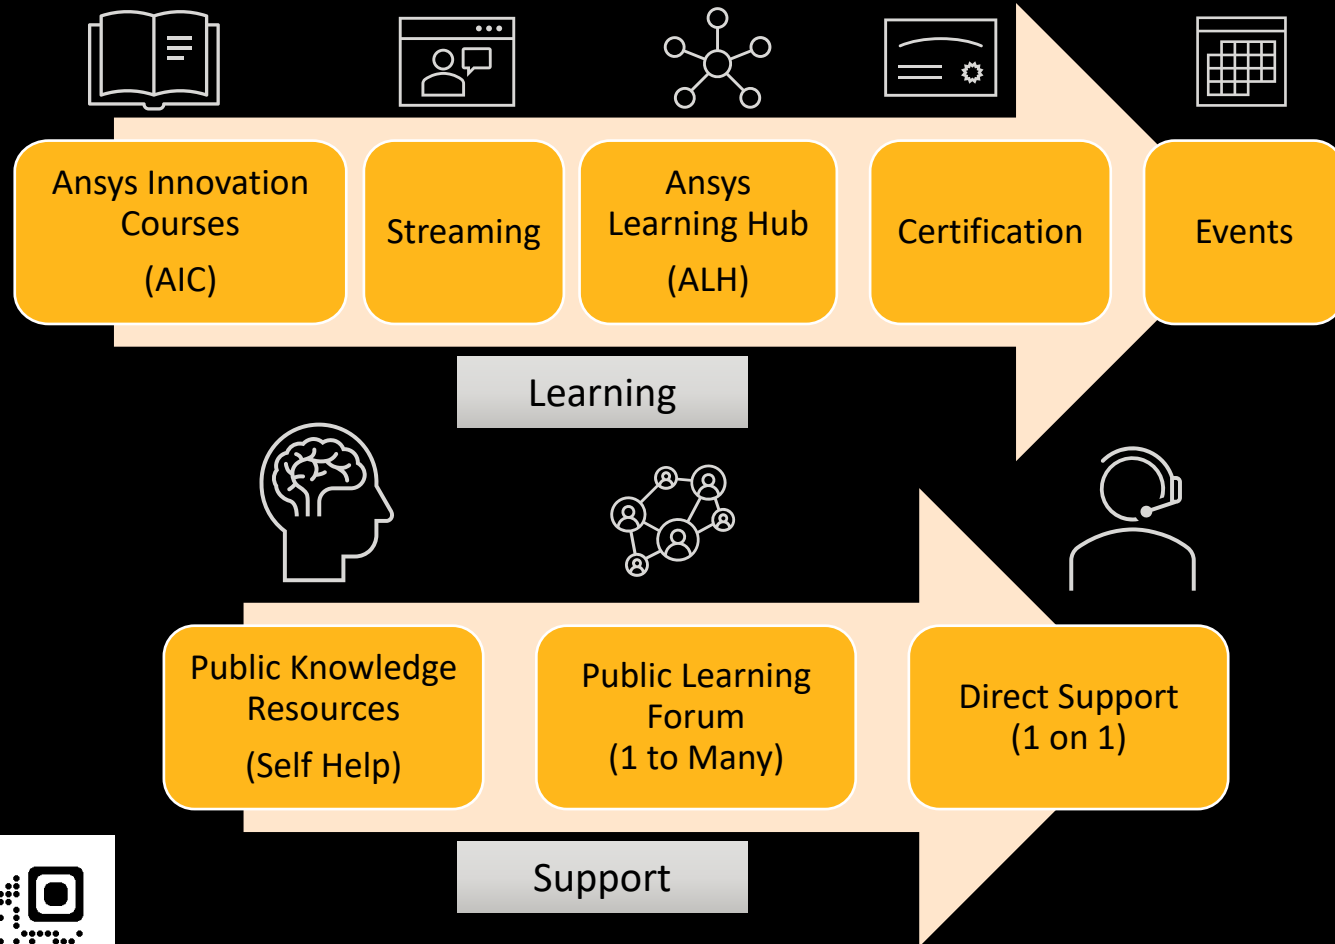 Ansys Innovation
Courses
(AIC)
Streaming
Ansys
Learning Hub
(ALH)
Certification
Events
Learning
Public Knowledge
Resources
(Self Help)
Public Learning
Forum
(1 to Many)
Direct Support
(1 on 1)
Support